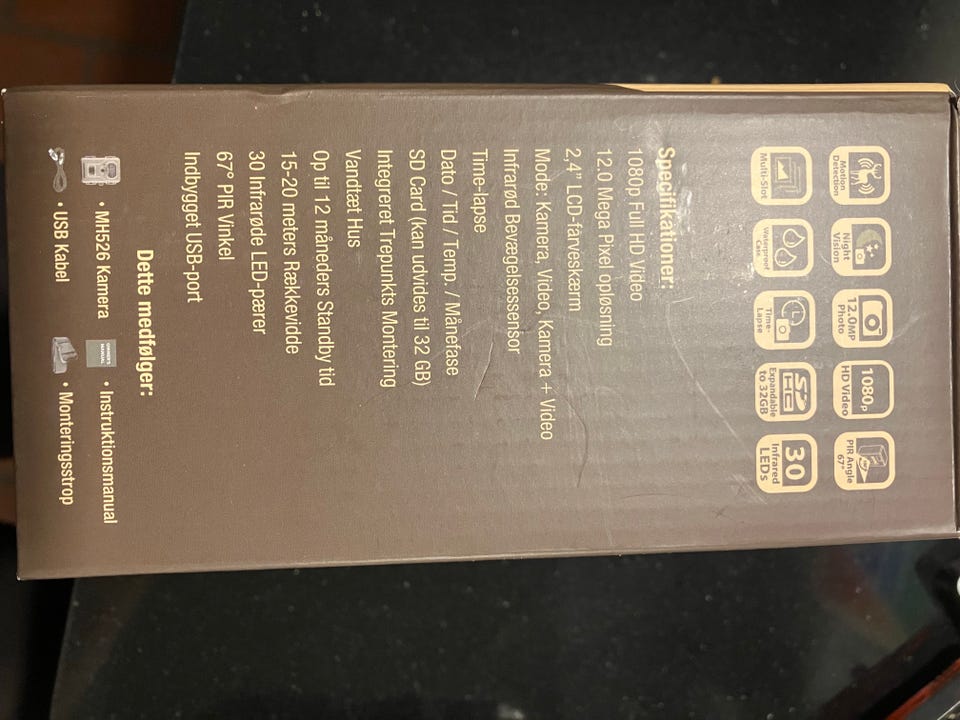 Motion
Detection
Night
Vision
12.0MP
Photo
1080p
HD Video
PIR Angle
67°
Multi-Slot
Waterproof
Case
Time-
Lapse
SD
HC
Expandable
to 32GB
30
Infrared
LEDs
Specifikationer:
1080p Full HD Video
12.0 Mega Pixel opløsning
2,4" LCD-farveskærm
Mode: Kamera, Video, Kamera + Video
Infrarød Bevægelsessensor
Time-lapse
Dato / Tid / Temp. / Månefase
SD Card (kan udvides til 32 GB)
Integreret Trepunkts Montering
Vandtæt Hus
Op til 12 måneders Standby tid
15-20 meters Rækkevidde
30 Infrarøde LED-pærer
67° PIR Vinkel
Indbygget USB-port
Dette medfølger:
• MH526 Kamera
OWNER'S
MANUAL
• Instruktionsmanual
• USB Kabel
• Monteringsstrop